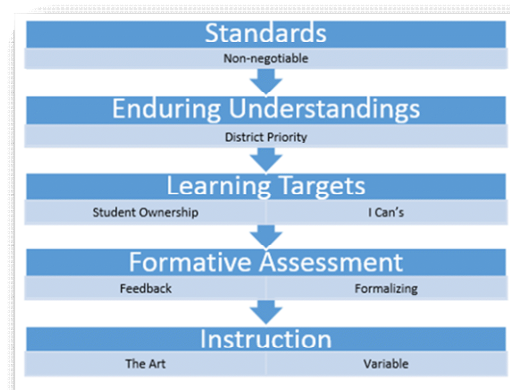 Standards
Non-negotiable
Enduring Understandings
District Priority
Learning Targets
Student Ownership I Can's
Formative Assessment
Feedback Formalizing
Instruction
The Art Variable